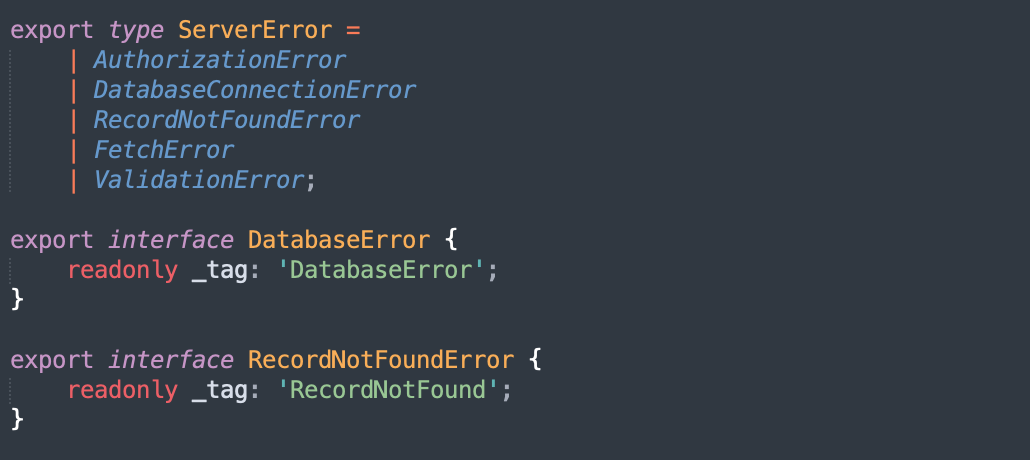 export type ServerError =
    | AuthorizationError
    | DatabaseConnectionError
    | RecordNotFoundError
    | FetchError
    | ValidationError;

export interface DatabaseError {
    readonly _tag: 'DatabaseError';
}

export interface RecordNotFoundError {
    readonly _tag: 'RecordNotFound';
}